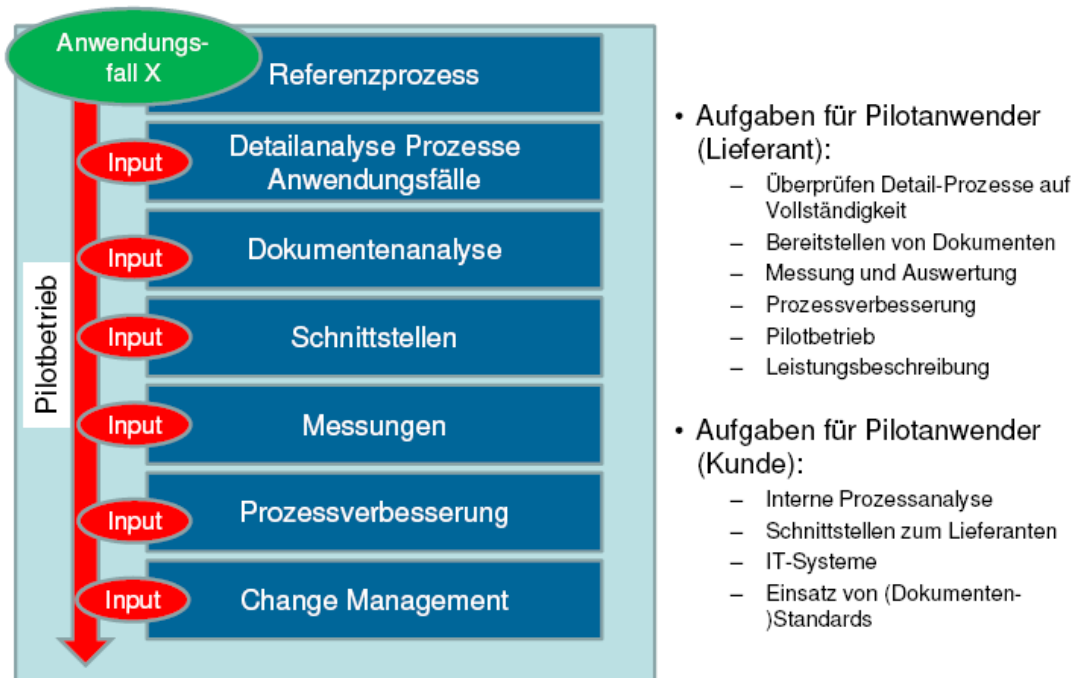 Anwendungs-
fall X
Referenzprozess
Input
Detailanalyse Prozesse
Anwendungsfälle
Input
Dokumentenanalyse
Input
Schnittstellen
Input
Messungen
Input
Prozessverbesserung
Input
Change Management
Pilotbetrieb
• Aufgaben für Pilotanwender
(Lieferant):
– Überprüfen Detail-Prozesse auf
Vollständigkeit
– Bereitstellen von Dokumenten
– Messung und Auswertung
– Prozessverbesserung
– Pilotbetrieb
– Leistungsbeschreibung
• Aufgaben für Pilotanwender
(Kunde):
– Interne Prozessanalyse
– Schnittstellen zum Lieferanten
– IT-Systeme
– Einsatz von (Dokumenten-
)Standards